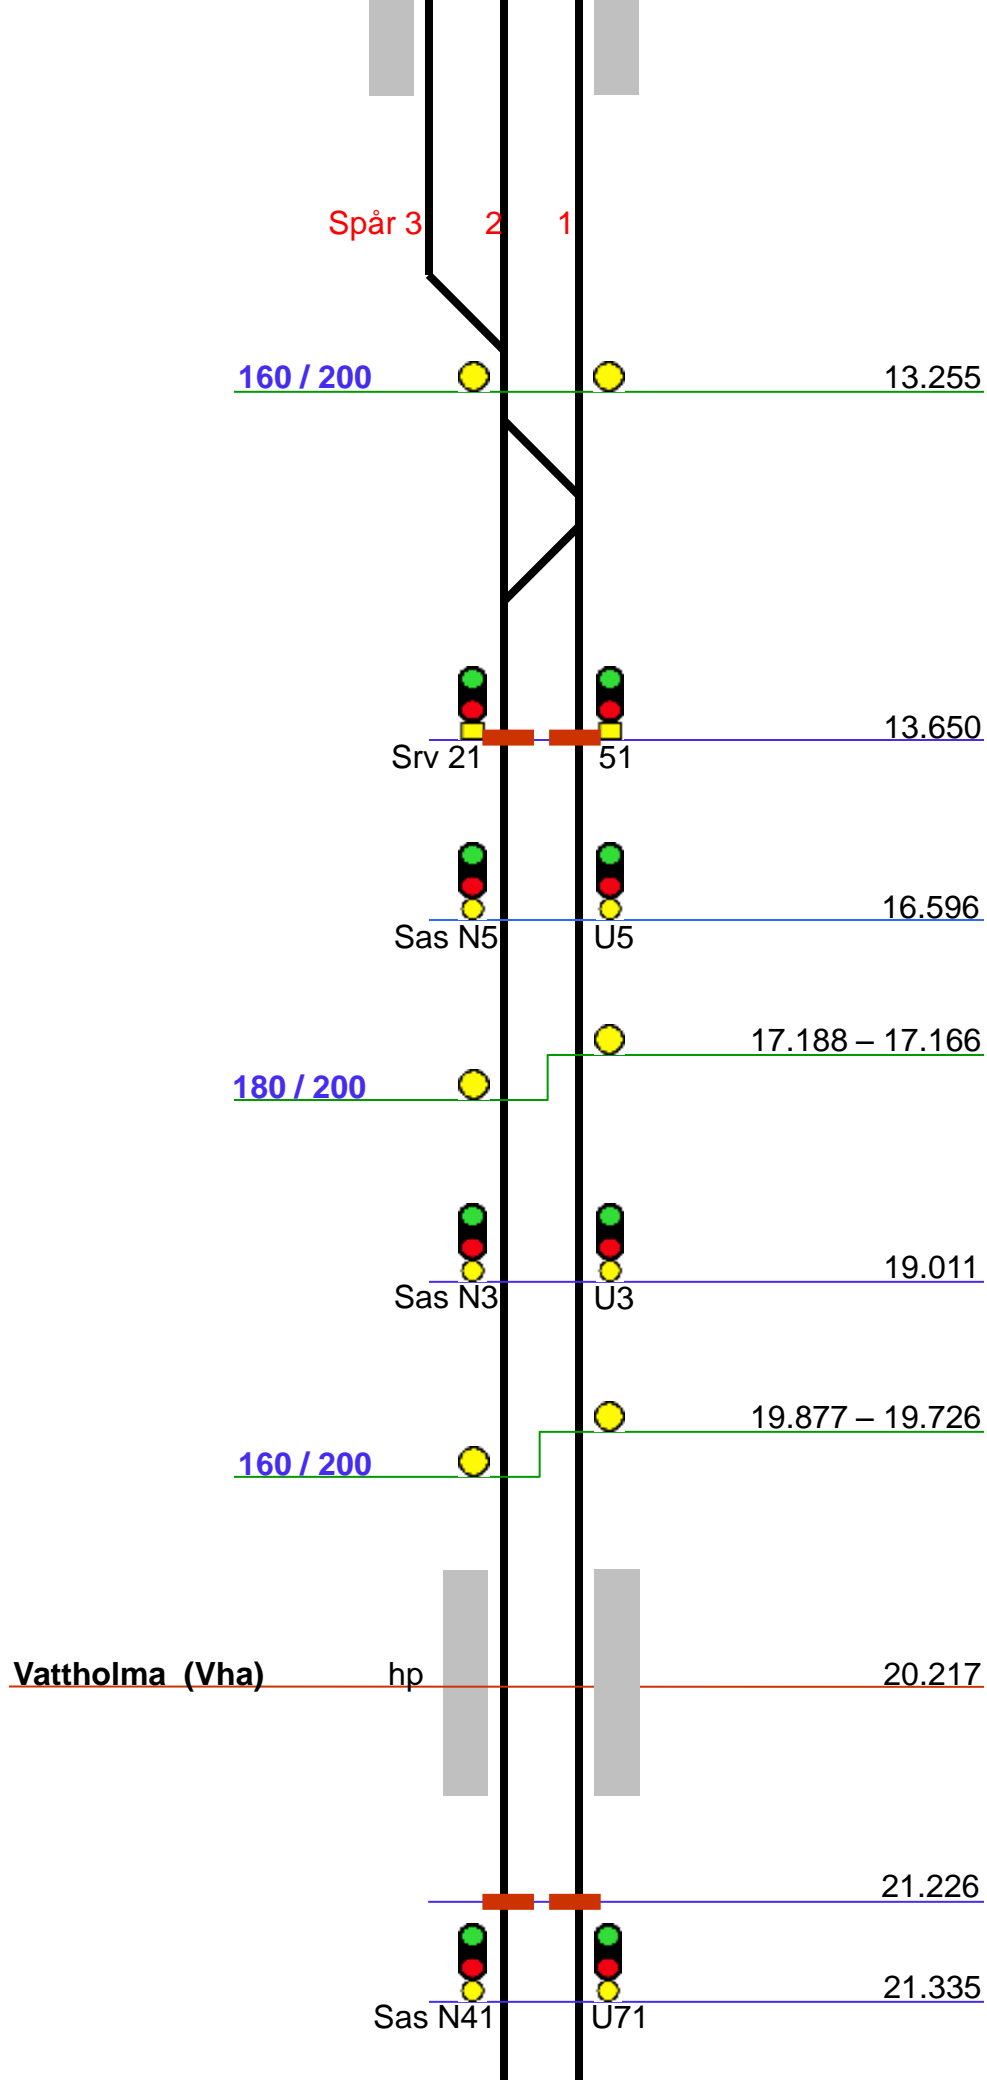 Spår 3 2 1
160 / 200 13.255
13.650
Srv 21 51
16.596
Sas N5 U5
17.188 – 17.166
180 / 200
19.011
Sas N3 U3
19.877 – 19.726
160 / 200
Vattholma (Vha) hp 20.217
21.226
21.335
Sas N41 U71